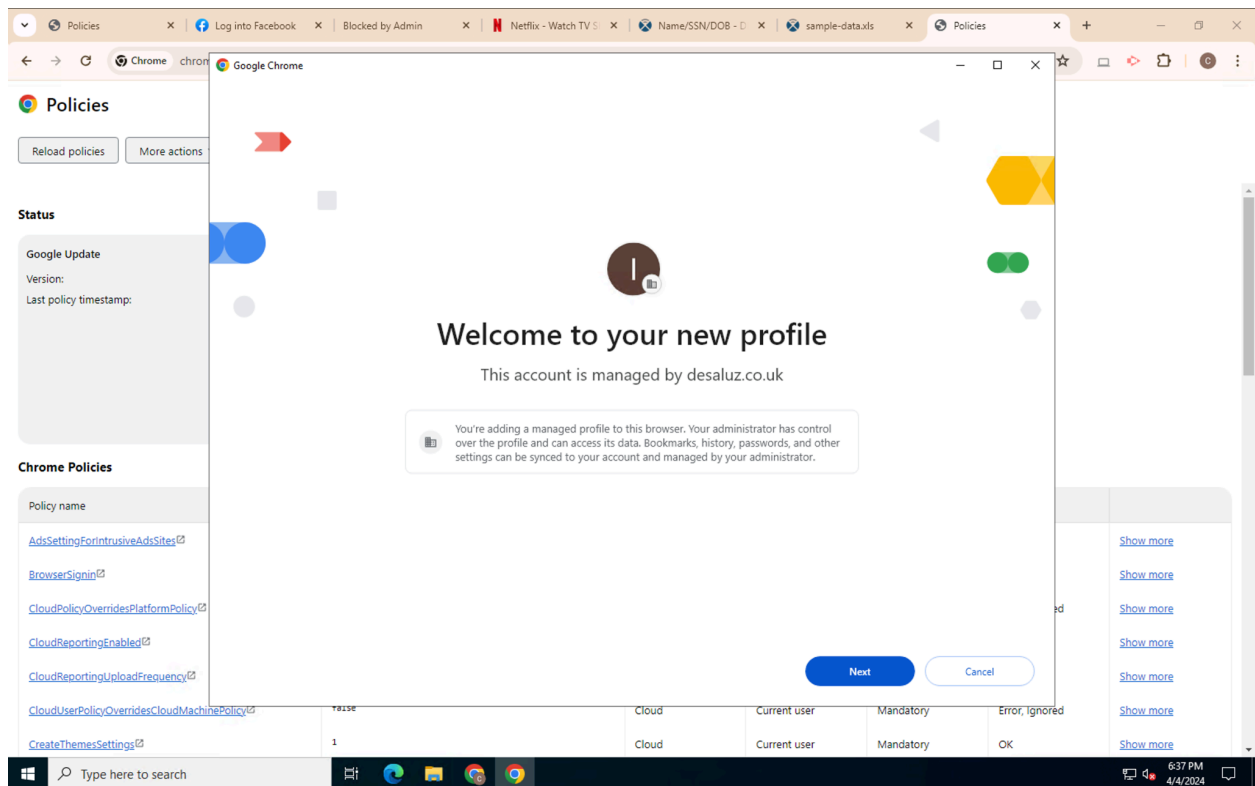 Policies
Log into Facebook
Blocked by Admin
Netflix - Watch TV S
Name/SSN/DOB - D
sample-data.xls
Policies
Chrome
chrom
Google Chrome
C
Policies
Reload policies
More actions
Status
Google Update
Version:
Last policy timestamp:
I
Welcome to your new profile
This account is managed by desaluz.co.uk
You're adding a managed profile to this browser. Your administrator has control
over the profile and can access its data. Bookmarks, history, passwords, and other
settings can be synced to your account and managed by your administrator.
Next
Cancel
Chrome Policies
Policy name
AdsSettingForIntrusiveAdsSites Show more
BrowserSignin Show more
CloudPolicyOverridesPlatformPolicy ed Show more
CloudReportingEnabled Show more
CloudReportingUploadFrequency Show more
CloudUserPolicyOverridesCloudMachinePolicy false Cloud Current user Mandatory Error, Ignored Show more
CreateThemesSettings 1 Cloud Current user Mandatory OK Show more
Type here to search
6:37 PM
4/4/2024